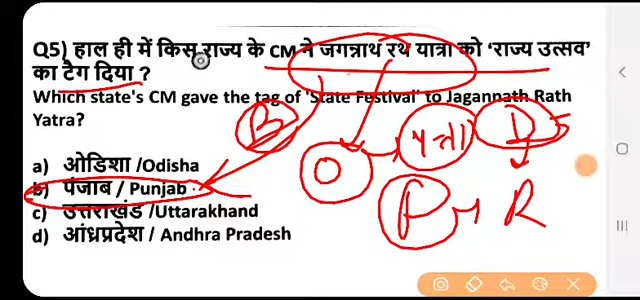 Q5) हाल ही में किस राज्य के CM ने जगन्नाथ रथ यात्रा को ‘राज्य उत्सव’
का टैग दिया ?
Which state's CM gave the tag of 'State Festival' to Jagannath Rath
Yatra?
a) ओडिशा /Odisha
b) पंजाब / Punjab
c) उत्तराखंड /Uttarakhand
d) आंध्रप्रदेश / Andhra Pradesh
B
O
D
P
R